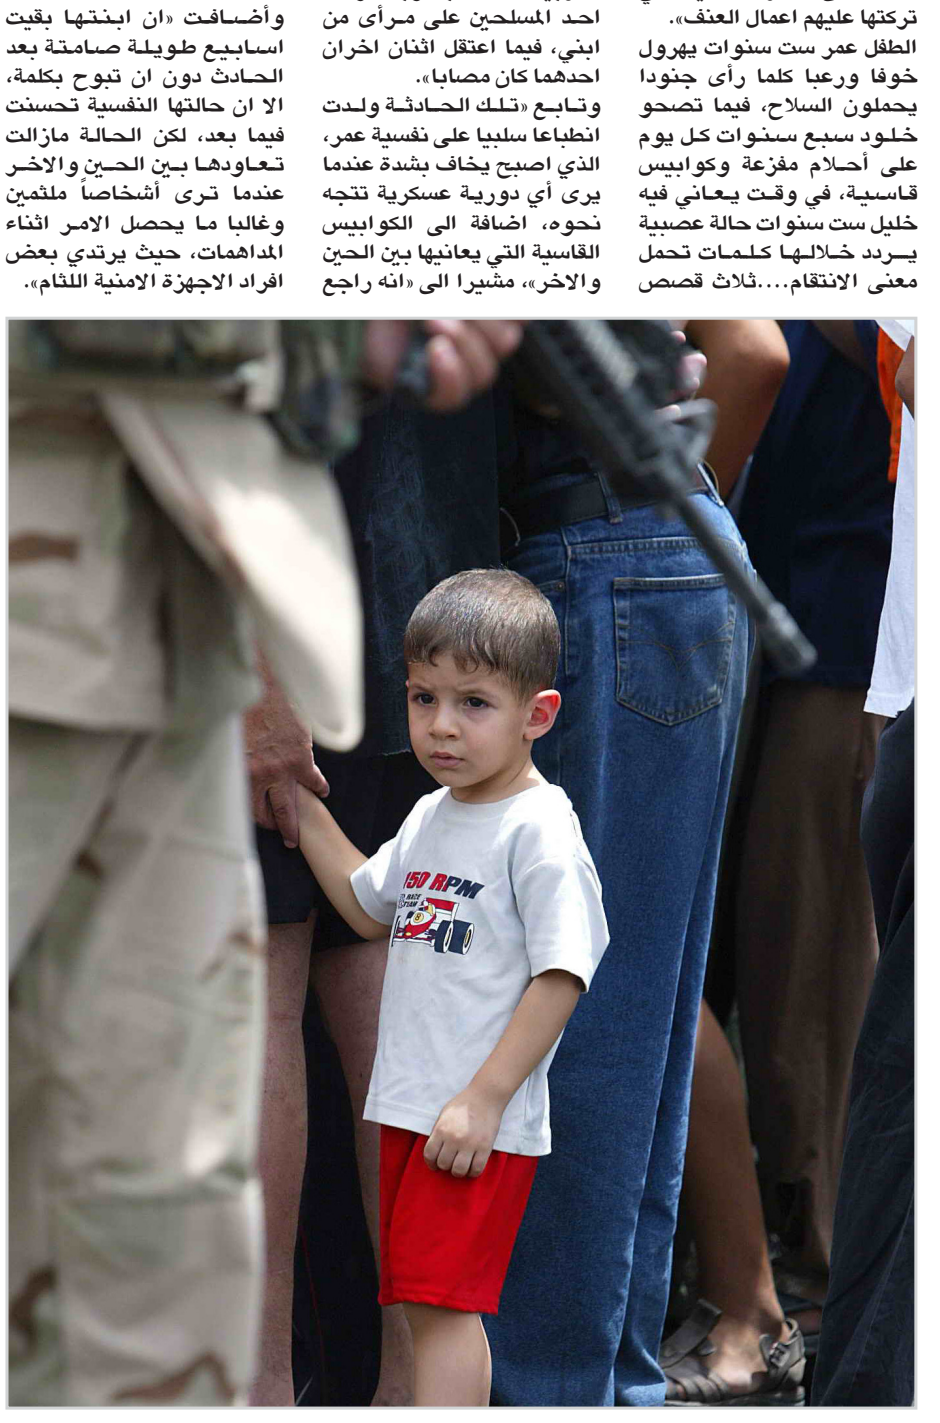 تركتها عليهم اعمال العنف».
الطفل عمر ست سنوات يهرول
خوفا ورعبا كلما رأى جنودا
يحملون السلاح، فيما تصحو
خلود سبع سنوات كل يوم
على أحلام مفزعة وكوابيس
قاسية، في وقت يعاني فيه
خليل ست سنوات حالة عصبية
يردد خلالها كلمات تحمل
معنى الانتقام....ثلاث قصص
احد المسلحين على مرأى من
ابني، فيما اعتقل اثنان اخران
احدهما كان مصابا».
وتابع «تلك الحادثة ولدت
انطباعا سلبيا على نفسية عمر،
الذي اصبح يخاف بشدة عندما
يرى أي دورية عسكرية تتجه
نحوه، اضافة الى الكوابيس
القاسية التي يعانيها بين الحين
والاخر»، مشيرا الى «انه راجع
وأضافت «ان ابنتها بقيت
اسابيع طويلة صامتة بعد
الحادث دون ان تبوح بكلمة،
الا ان حالتها النفسية تحسنت
فيما بعد، لكن الحالة مازالت
تعاودها بين الحين والاخر
عندما ترى أشخاصاً ملثمين
وغالبا ما يحصل الامر اثناء
المداهمات، حيث يرتدي بعض
افراد الاجهزة الامنية اللثام».
150 RPM
RACE
TEAM